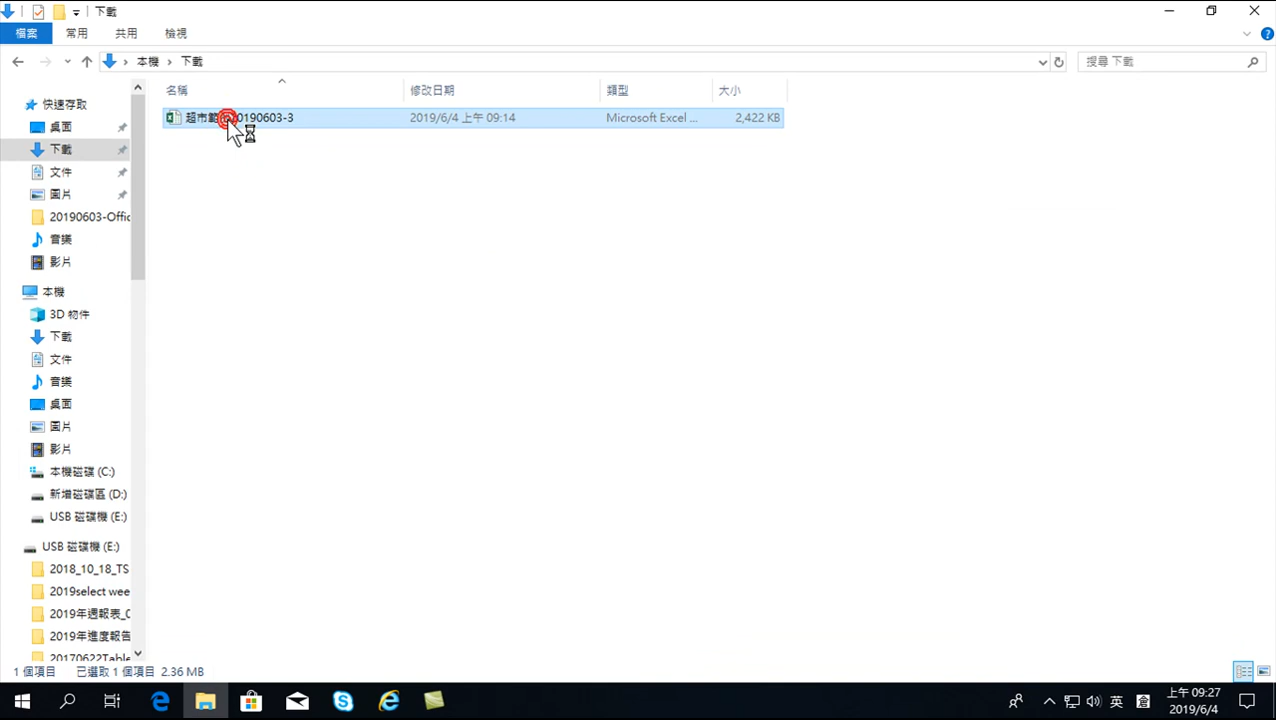 下載
檔案 常用 共用 檢視
本機 下載 搜尋 下載
名稱 修改日期 類型 大小
超市範 20190603-3 2019/6/4 上午 09:14 Microsoft Excel ... 2,422 KB
快速存取
桌面
下載
文件
圖片
20190603-Offic
音樂
影片
本機
3D 物件
下載
文件
音樂
桌面
圖片
影片
本機磁碟 (C:)
新增磁碟區 (D:)
USB 磁碟機 (E:)
USB 磁碟機 (E:)
2018_10_18_TS
2019select wee
2019年週報表_0
2019年進度報告
20170622Table
1 個項目 已選取 1 個項目 2.36 MB
英 倉 上午 09:27
2019/6/4